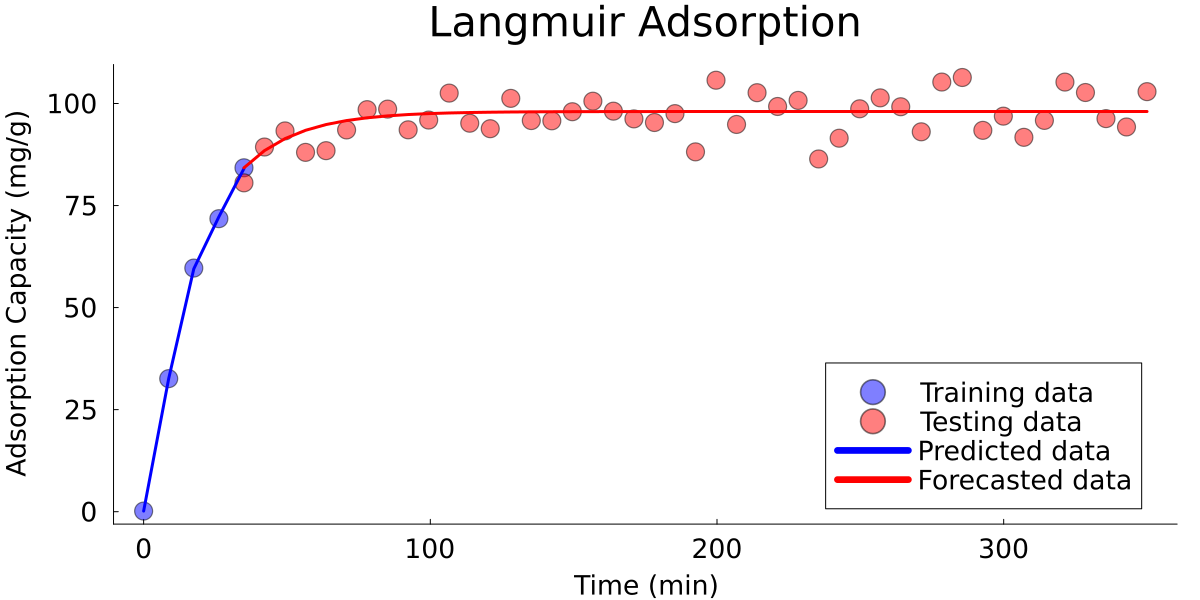 Langmuir Adsorption
Adsorption Capacity (mg/g)
100
75
50
25
0
0
100
200
300
Time (min)
Training data
Testing data
Predicted data
Forecasted data